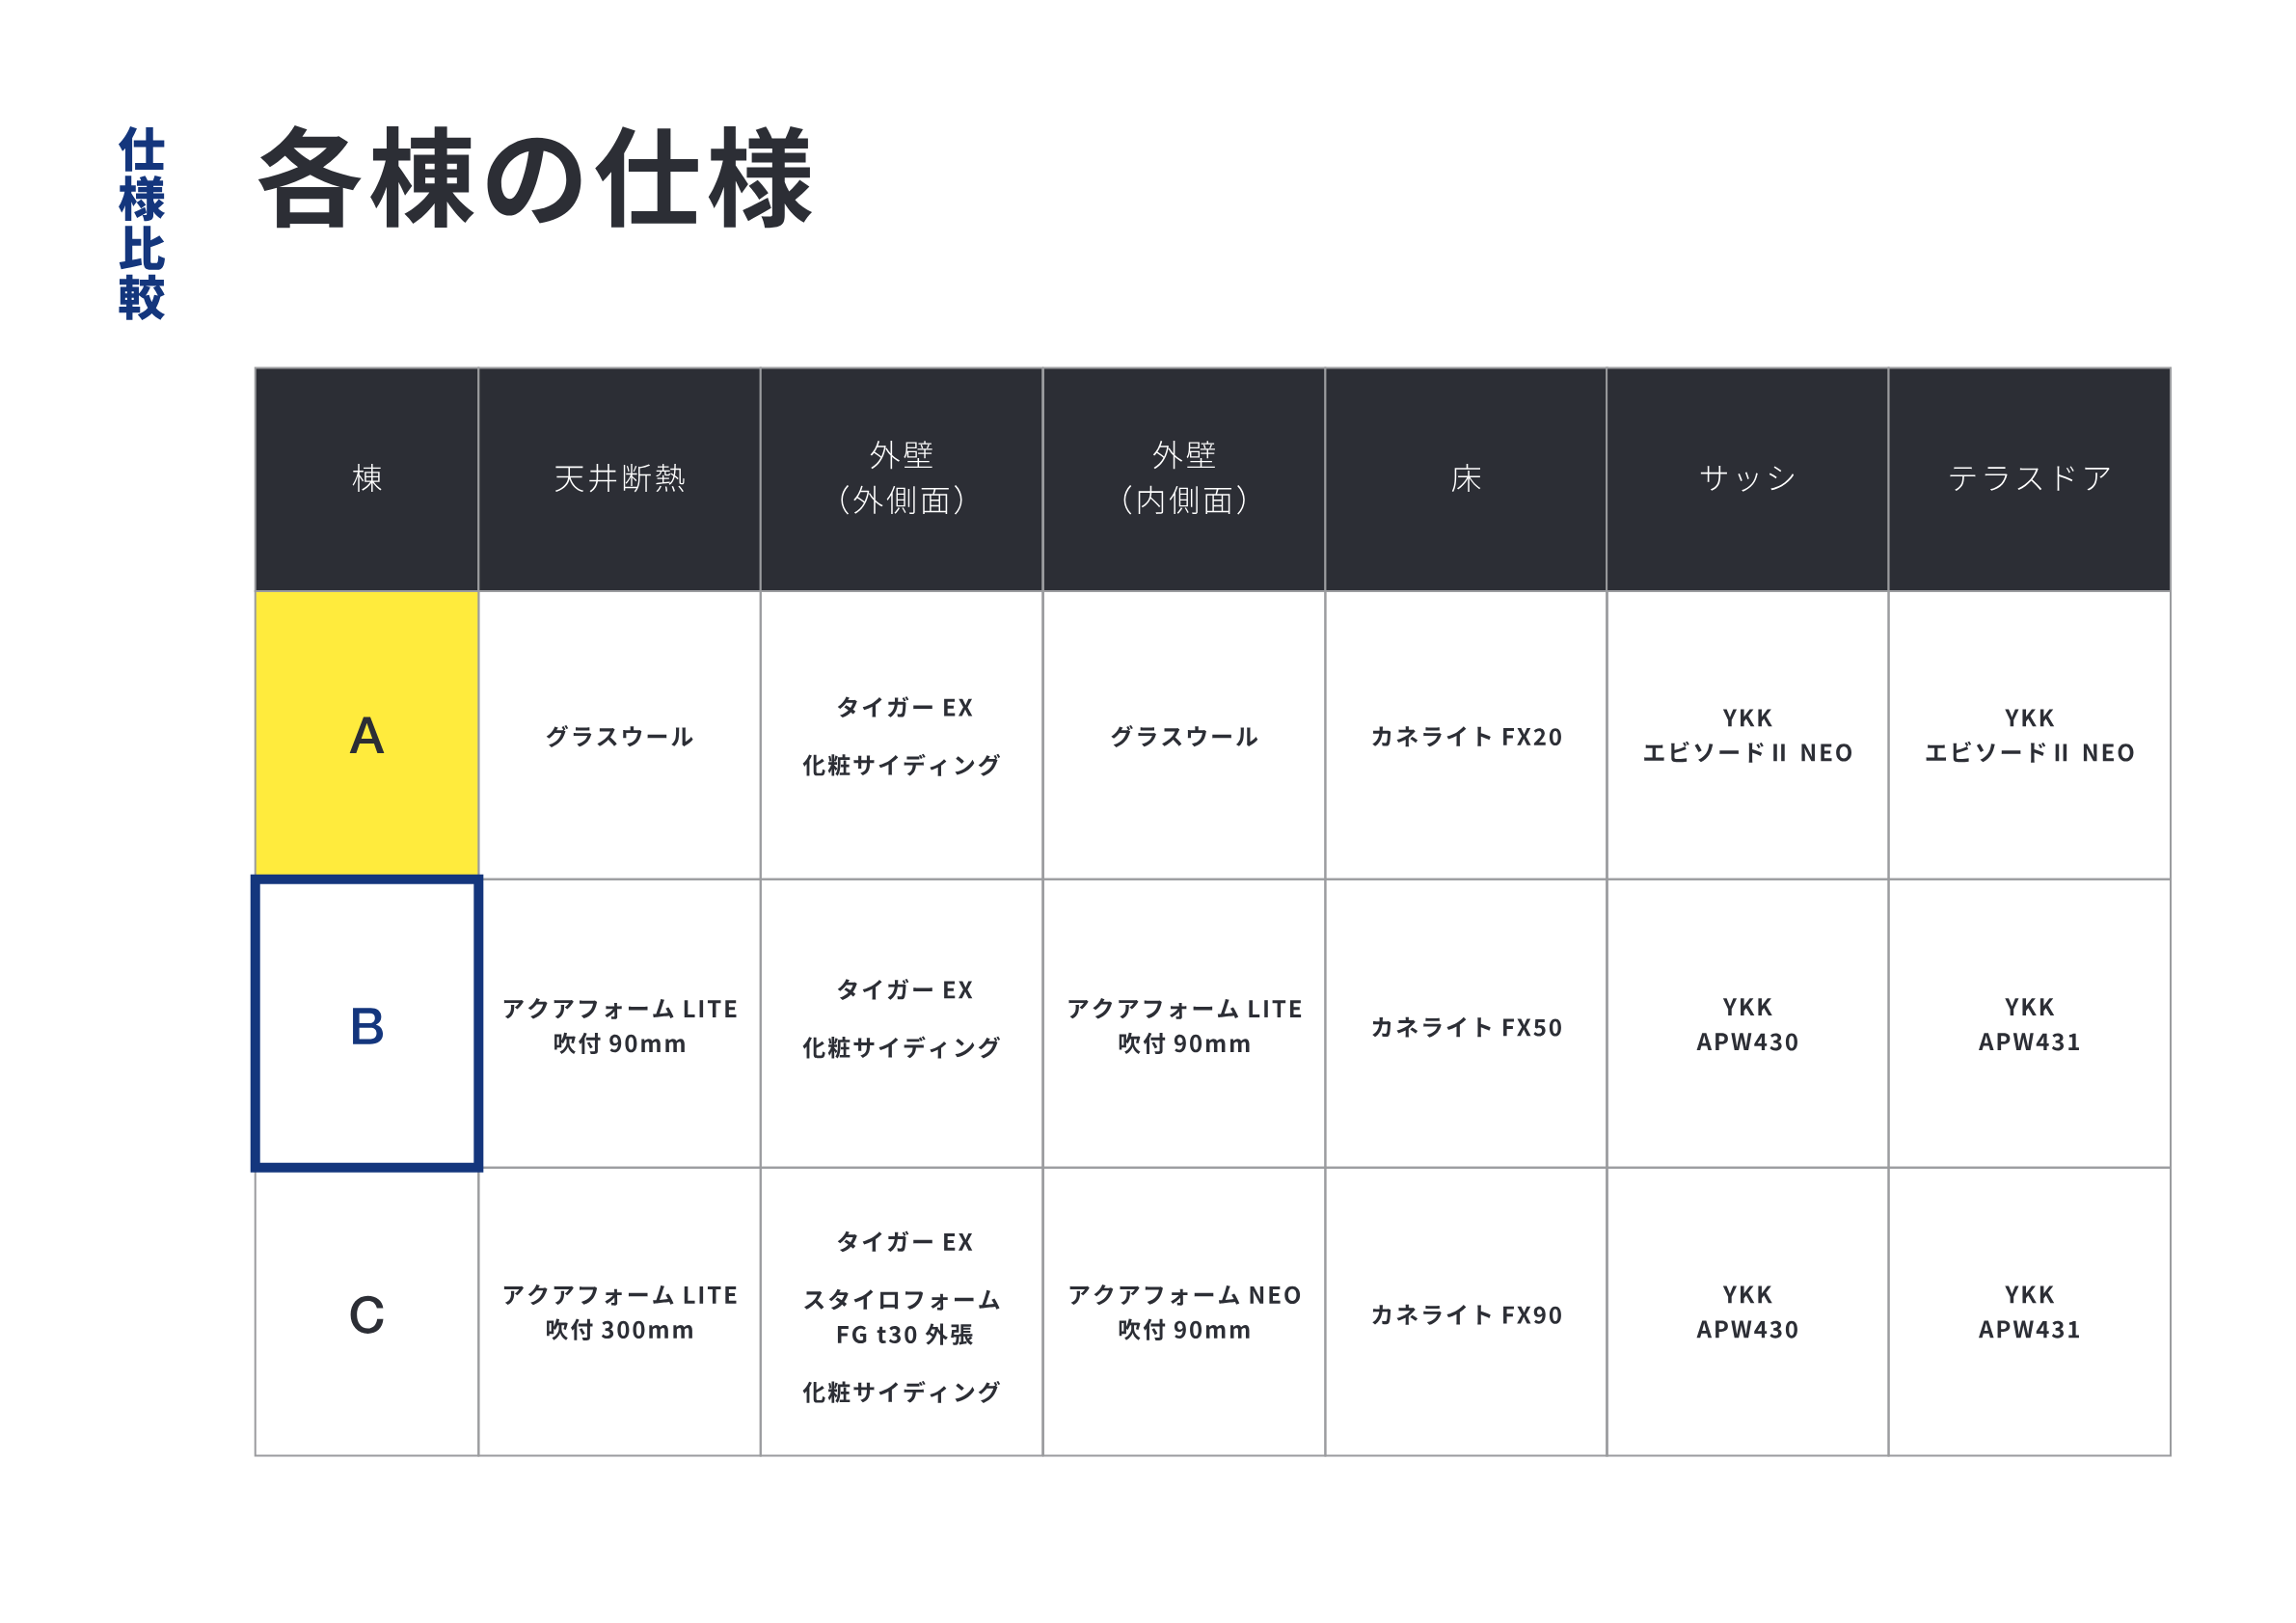 仕様比較
各棟の仕様
棟
天井断熱
外壁
（外側面）
外壁
（内側面）
床
サッシ
テラスドア
A
グラスウール
タイガー EX
化粧サイディング
グラスウール
カネライト FX20
YKK
エピソードⅡ NEO
YKK
エピソードⅡ NEO
B
アクアフォーム LITE
吹付 90mm
タイガー EX
化粧サイディング
アクアフォーム LITE
吹付 90mm
カネライト FX50
YKK
APW430
YKK
APW431
C
アクアフォーム LITE
吹付 300mm
タイガー EX
スタイロフォーム
FG t30 外張
化粧サイディング
アクアフォーム NEO
吹付 90mm
カネライト FX90
YKK
APW430
YKK
APW431